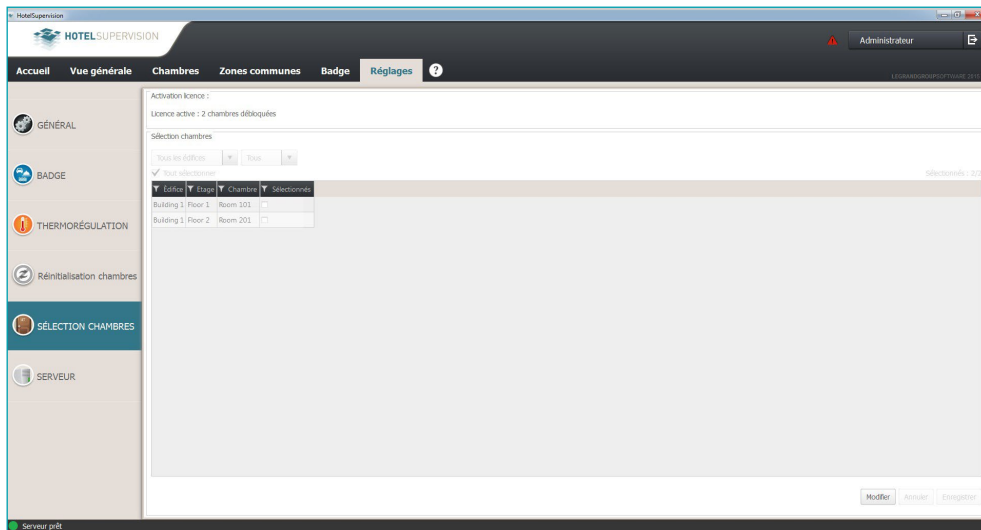 HotelSupervision
HOTELSUPERVISION
Administrateur
Accueil Vue générale Chambres Zones communes Badge Réglages ?
LEGRANDGROUPSOFTWARE 2015
Activation licence :
Licence active : 2 chambres débloquées
Sélection chambres
Tous les édifices Tous
Tout sélectionner
Sélectionnés : 2/2
Édifice Etage Chambre Sélectionnés
Building 1 Floor 1 Room 101
Building 1 Floor 2 Room 201
GÉNÉRAL
BADGE
THERMORÉGULATION
Réinitialisation chambres
SÉLECTION CHAMBRES
SERVEUR
Modifier Annuler Enregistrer
Serveur prêt